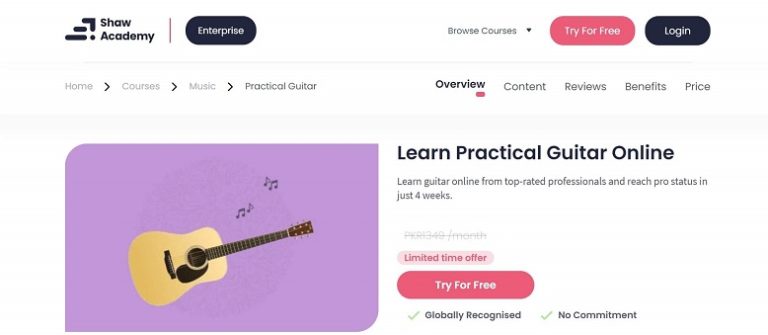 Shaw
Academy
Enterprise
Browse Courses
Try For Free
Login
Home
Courses
Music
Practical Guitar
Overview
Content
Reviews
Benefits
Price
Learn Practical Guitar Online
Learn guitar online from top-rated professionals and reach pro status in
just 4 weeks.
PKR1349 /month
Limited time offer
Try For Free
Globally Recognised
No Commitment